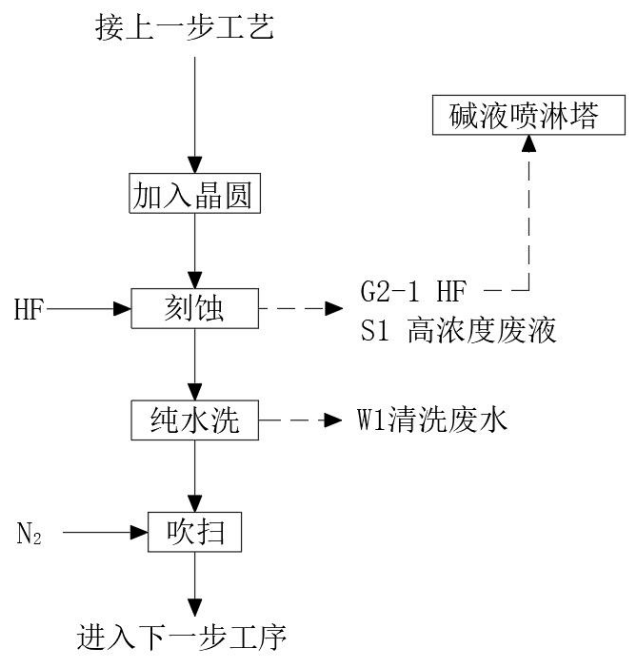 接上一步工艺
碱液喷淋塔
加入晶圆
HF
刻蚀
G2-1 HF
S1 高浓度废液
纯水洗
W1清洗废水
N₂
吹扫
进入下一步工序